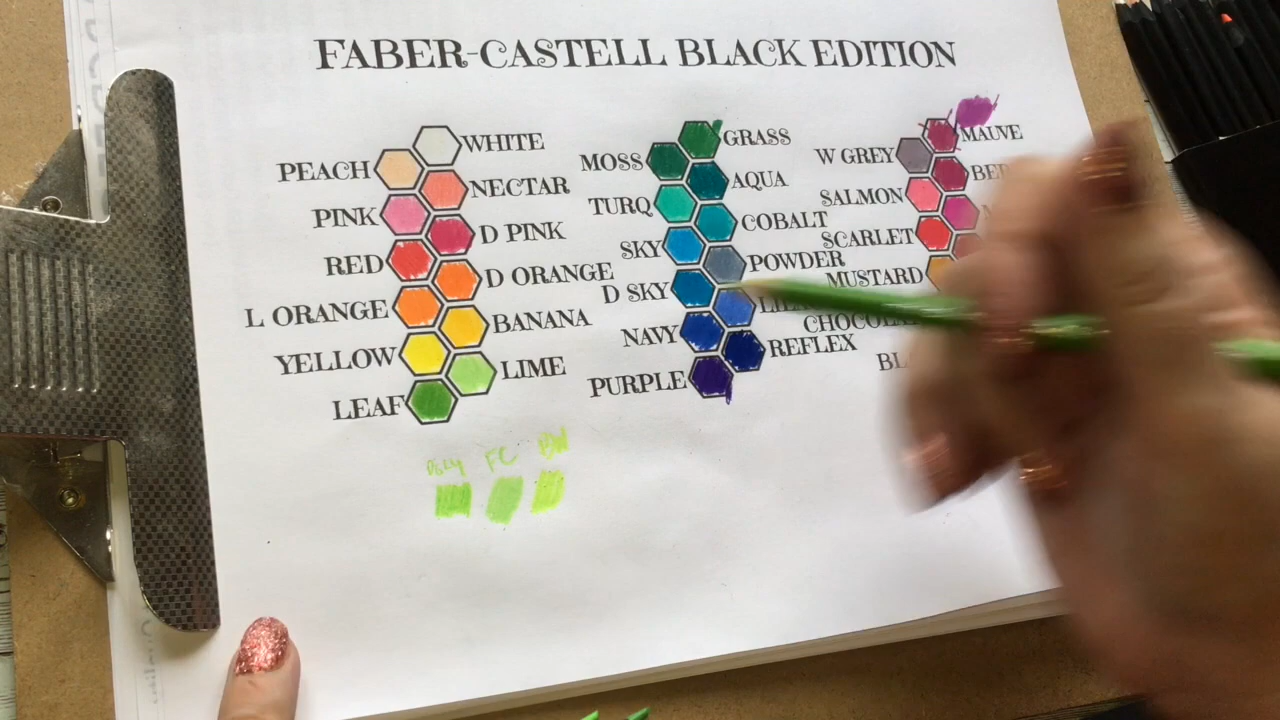 FABER-CASTELL BLACK EDITION
WHITE
PEACH
NECTAR
PINK
D PINK
RED
D ORANGE
L ORANGE
BANANA
YELLOW
LIME
LEAF
GRASS
MOSS
AQUA
TURQ
COBALT
SKY
POWDER
D SKY
NAVY
REFLEX
PURPLE
MAUVE
W GREY
SALMON
SCARLET
MUSTARD
FC